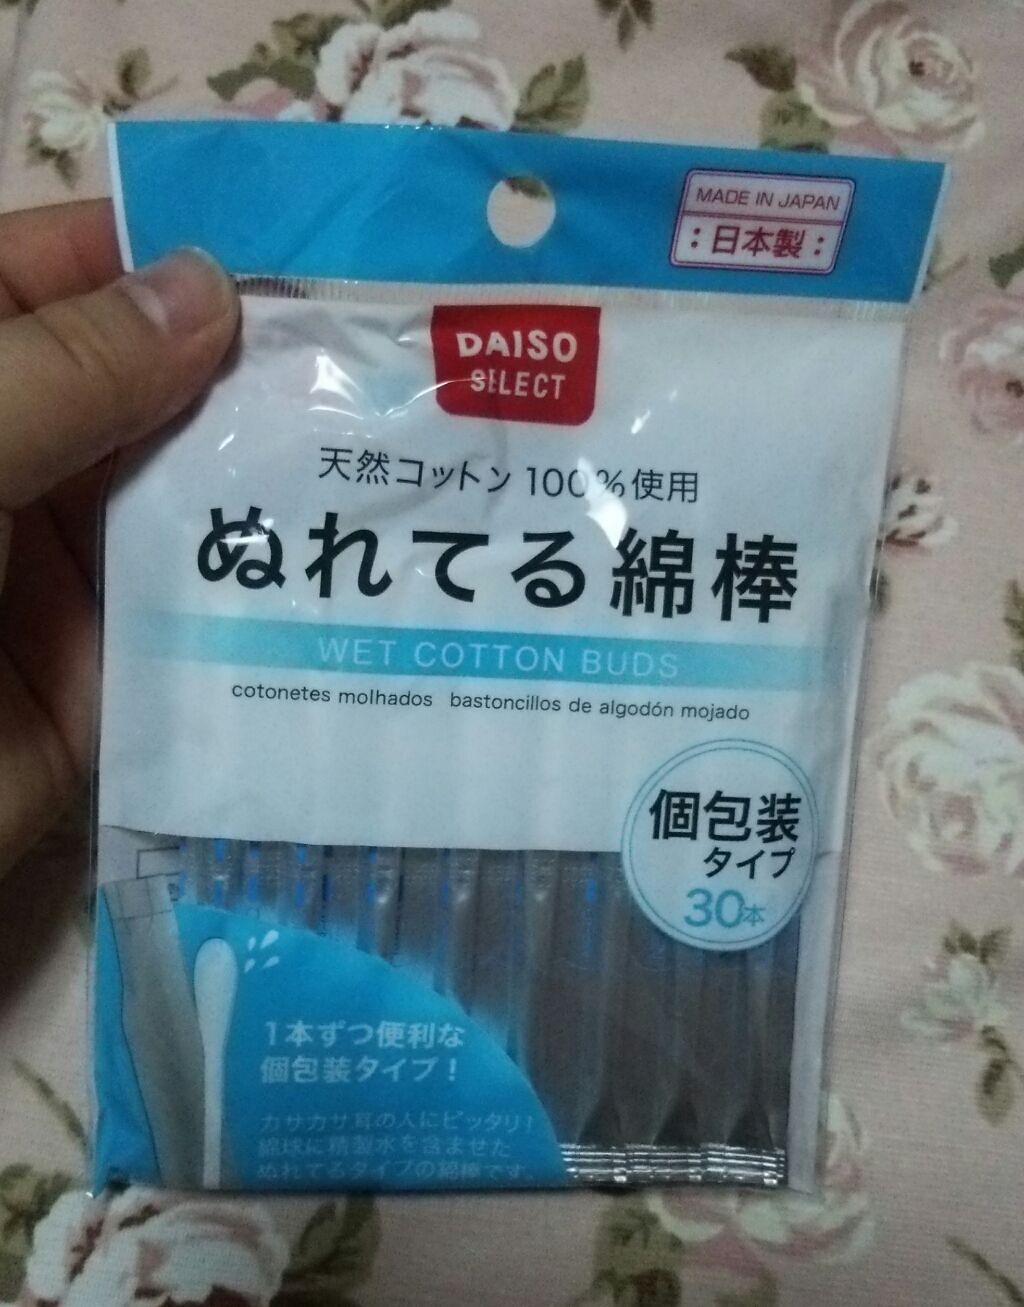 MADE IN JAPAN
:日本製:
DAISO
SELECT
天然コットン100%使用
ぬれてる綿棒
WET COTTON BUDS
cotonetes molhados bastoncillos de algodón mojado
個包装
タイプ
30本
1本ずつ便利な
個包装タイプ!
カサカサ耳の人にピッタリ!
綿球に精製水を含ませた
ぬれてるタイプの綿棒です。